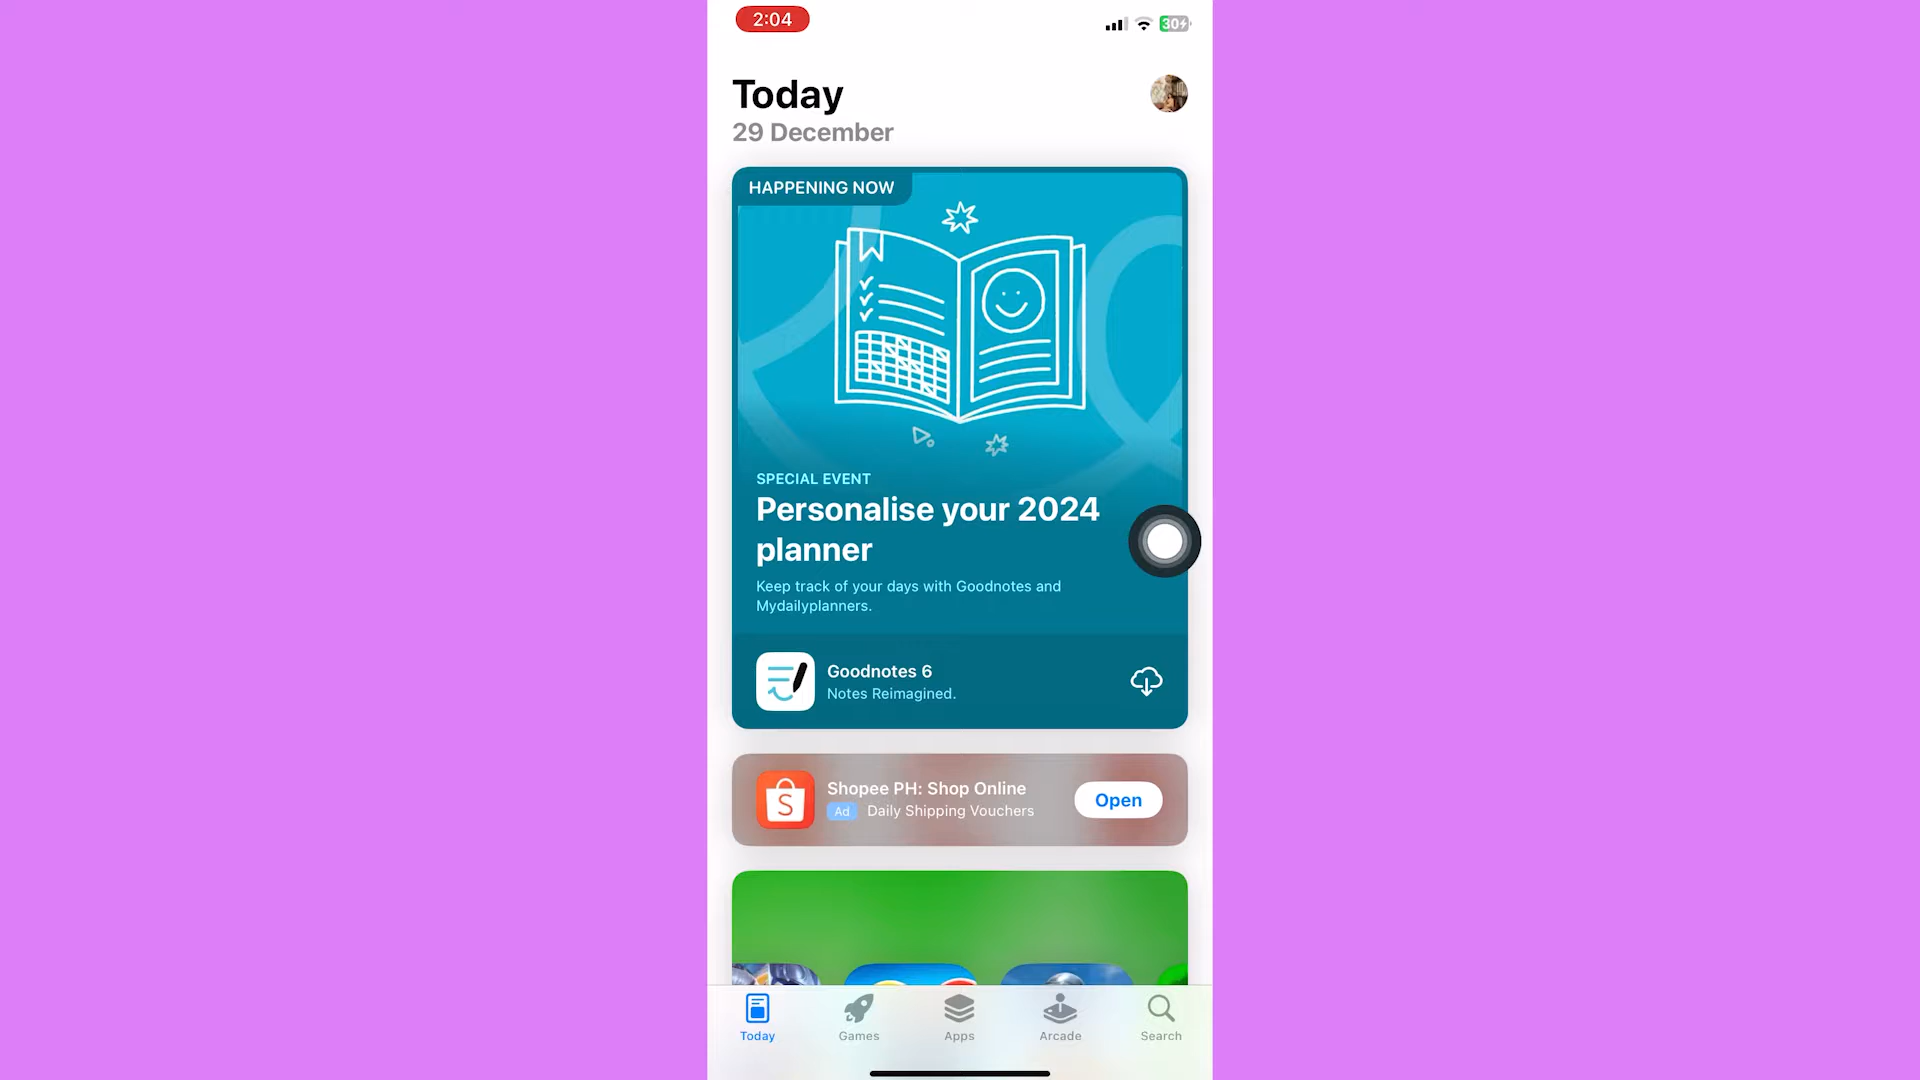 2:04
30
Today
29 December
HAPPENING NOW
SPECIAL EVENT
Personalise your 2024
planner
Keep track of your days with Goodnotes and
Mydailyplanners.
Goodnotes 6
Notes Reimagined.
S
Shopee PH: Shop Online
Ad Daily Shipping Vouchers
Open
Today
Games
Apps
Arcade
Search